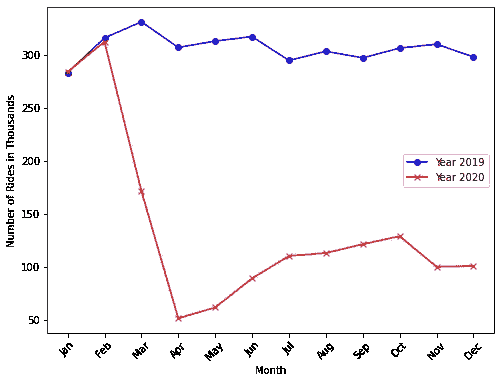 Number of Rides in Thousands
300
250
200
150
100
50
Year 2019
Year 2020
Jan Feb Mar Apr May Jun Jul Aug Sep Oct Nov Dec
Month